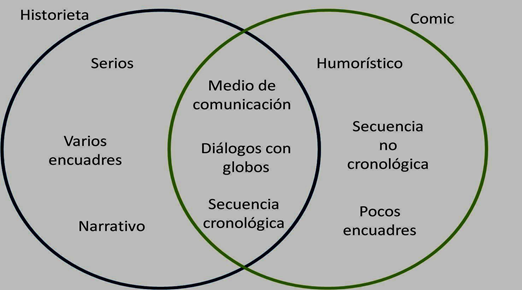 Historieta
Comic
Serios
Varios
encuadres
Narrativo
Medio de
comunicación
Diálogos con
globos
Secuencia
cronológica
Humorístico
Secuencia
no
cronológica
Pocos
encuadres